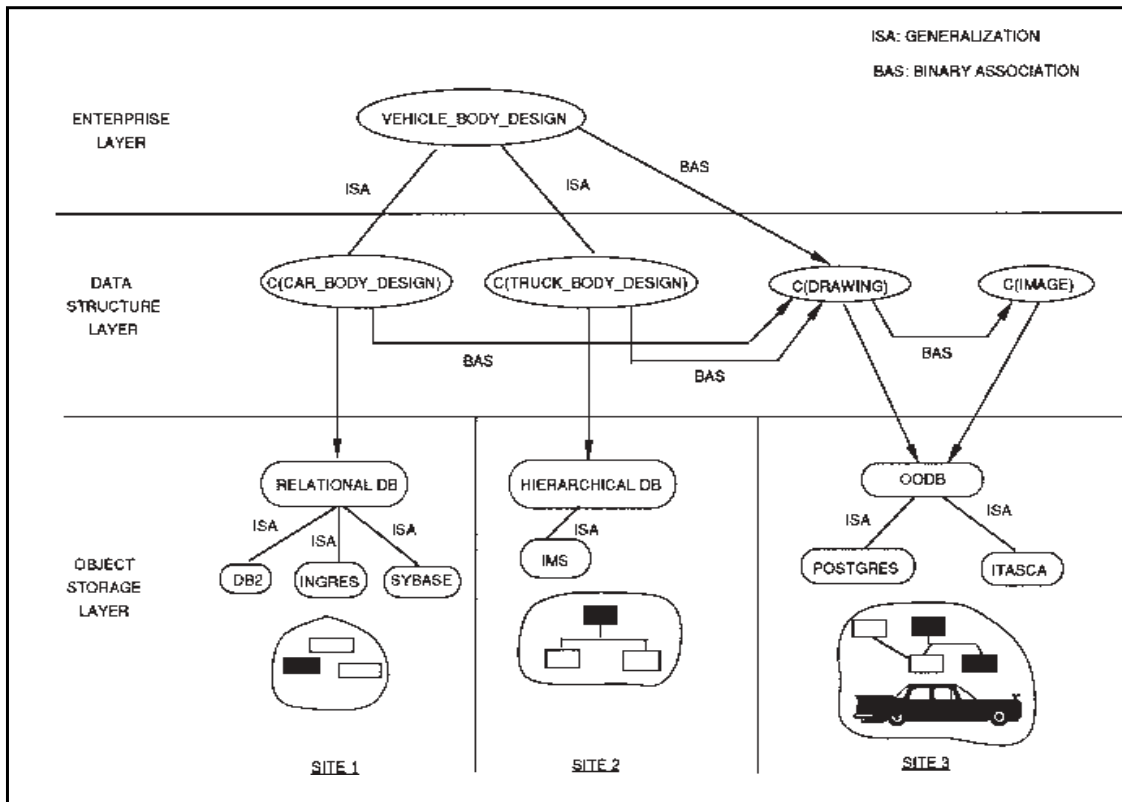 ISA: GENERALIZATION
BAS: BINARY ASSOCIATION
ENTERPRISE
LAYER
VEHICLE_BODY_DESIGN
BAS
ISA
ISA
DATA
STRUCTURE
LAYER
C(CAR_BODY_DESIGN)
C(TRUCK_BODY_DESIGN)
C(DRAWING)
C(IMAGE)
BAS
BAS
BAS
RELATIONAL DB
HIERARCHICAL DB
OODB
ISA
ISA
ISA
ISA
ISA
ISA
OBJECT
STORAGE
LAYER
DB2
INGRES
SYBASE
IMS
POSTGRES
ITASCA
SITE 1
SITE 2
SITE 3